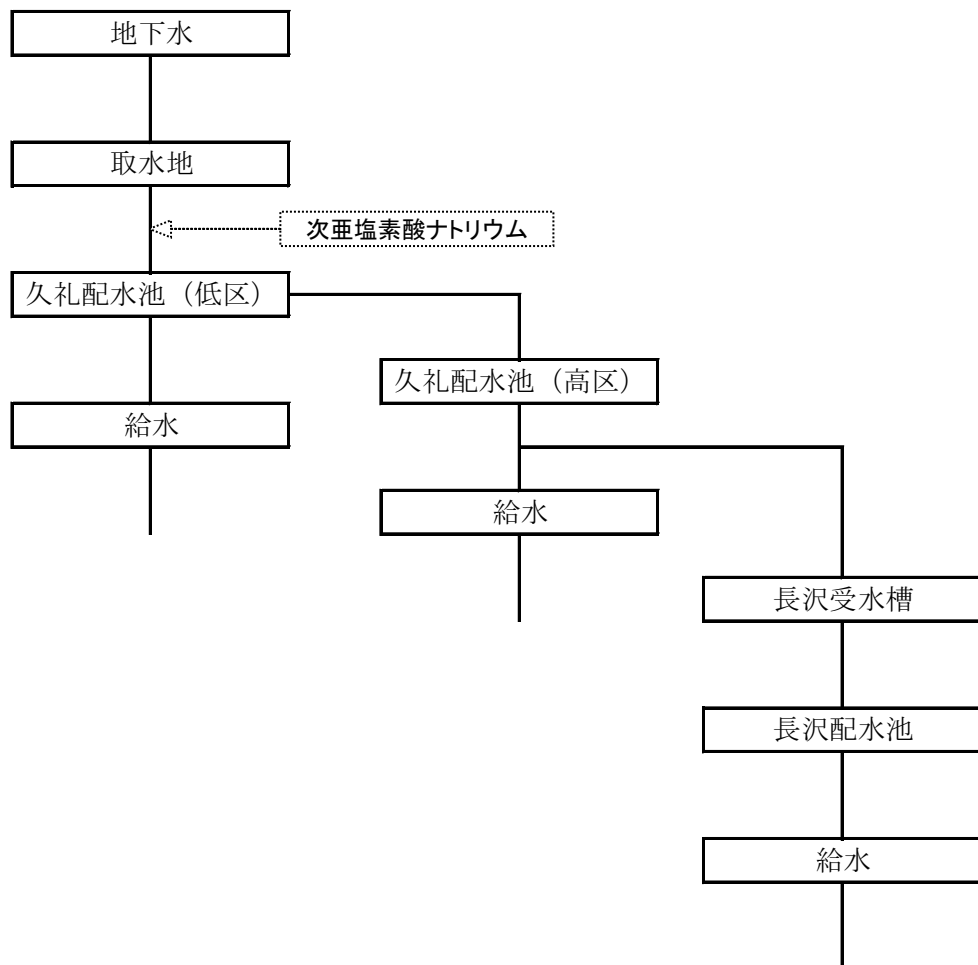 地下水
取水地
次亜塩素酸ナトリウム
久礼配水池（低区）
久礼配水池（高区）
給水
給水
長沢受水槽
長沢配水池
給水